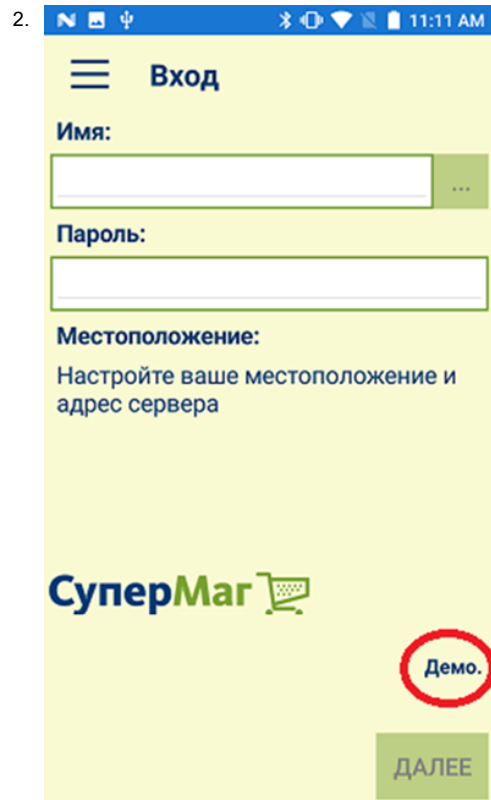 2.
11:11 AM
Вход
Имя:
...
Пароль:
Местоположение:
Настройте ваше местоположение и
адрес сервера
СуперМаг
Демо.
ДАЛЕЕ